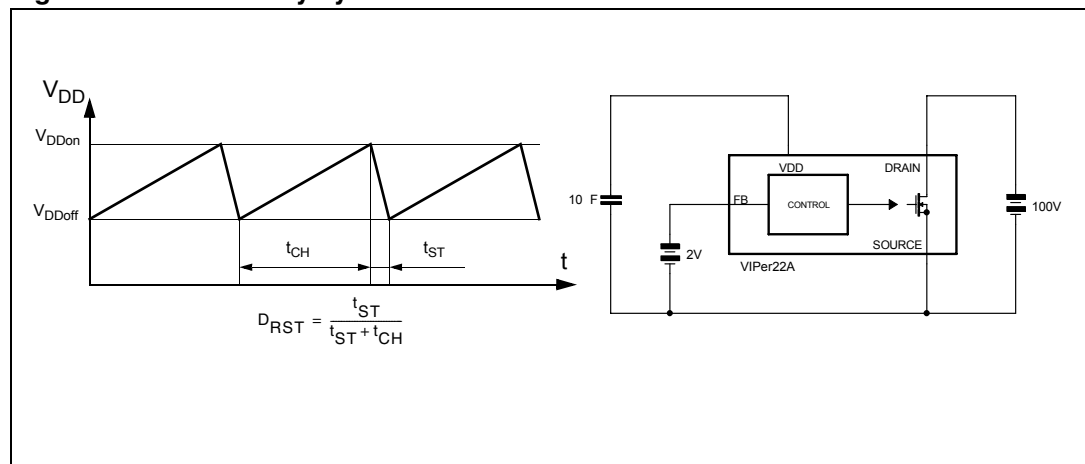 V_DD
V_DDon
V_DDoff
t_CH
t_ST
t
D_RST = t_ST / (t_ST + t_CH)
10 F
FB
VDD
CONTROL
DRAIN
SOURCE
VIPer22A
2V
100V